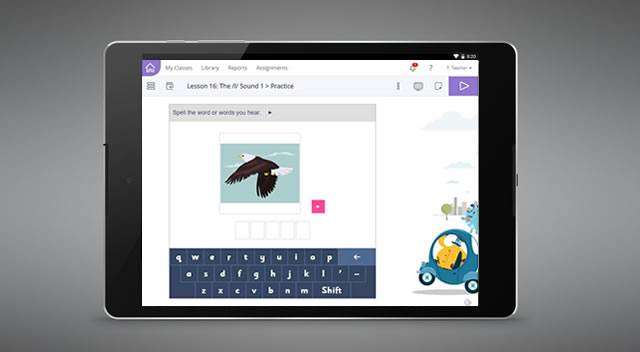 9:20
My Classes Library Reports Assignments ? T. Teacher
Lesson 16: The /l/ Sound 1 > Practice
Spell the word or words you hear.
q w e r t y u i o p
a s d f g h j k l ' –
z x c v b n m Shift